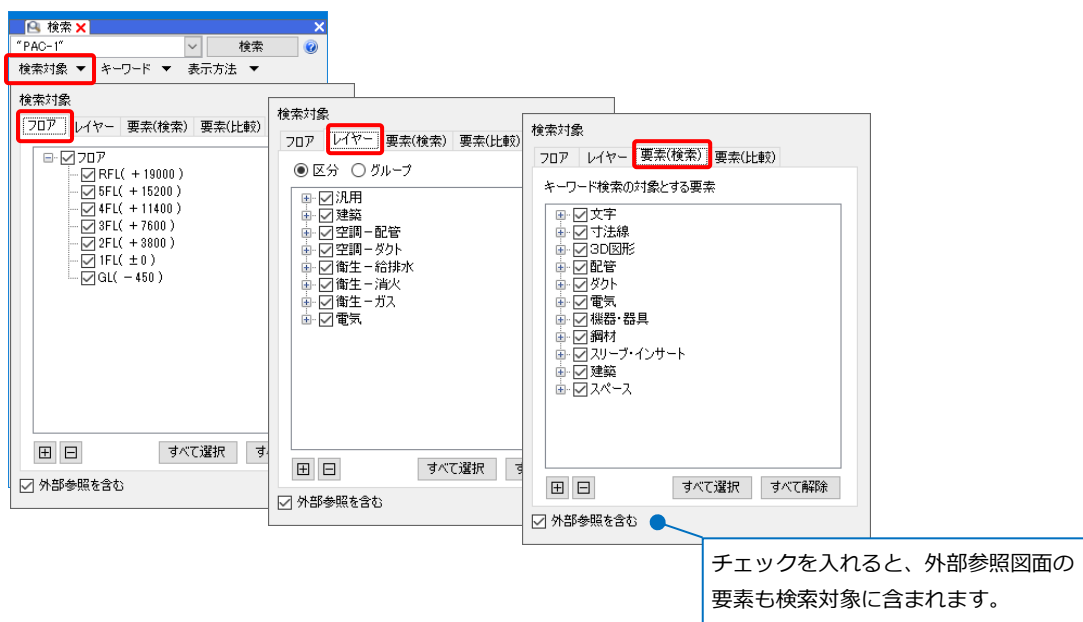 検索
"PAC-1"
検索
検索対象 ▼ キーワード ▼ 表示方法 ▼
検索対象
フロア レイヤー 要素(検索) 要素(比較)
フロア
RFL( +19000 )
5FL( +15200 )
4FL( +11400 )
3FL( +7600 )
2FL( +3800 )
1FL( ±0 )
GL( -450 )
すべて選択
外部参照を含む
検索対象
フロア レイヤー 要素(検索) 要素(比較)
区分 グループ
汎用
建築
空調-配管
空調-ダクト
衛生-給排水
衛生-消火
衛生-ガス
電気
すべて選択
外部参照を含む
検索対象
フロア レイヤー 要素(検索) 要素(比較)
キーワード検索の対象とする要素
文字
寸法線
3D図形
配管
ダクト
電気
機器・器具
鋼材
スリーブ・インサート
建築
スペース
すべて選択 すべて解除
外部参照を含む
チェックを入れると、外部参照図面の
要素も検索対象に含まれます。